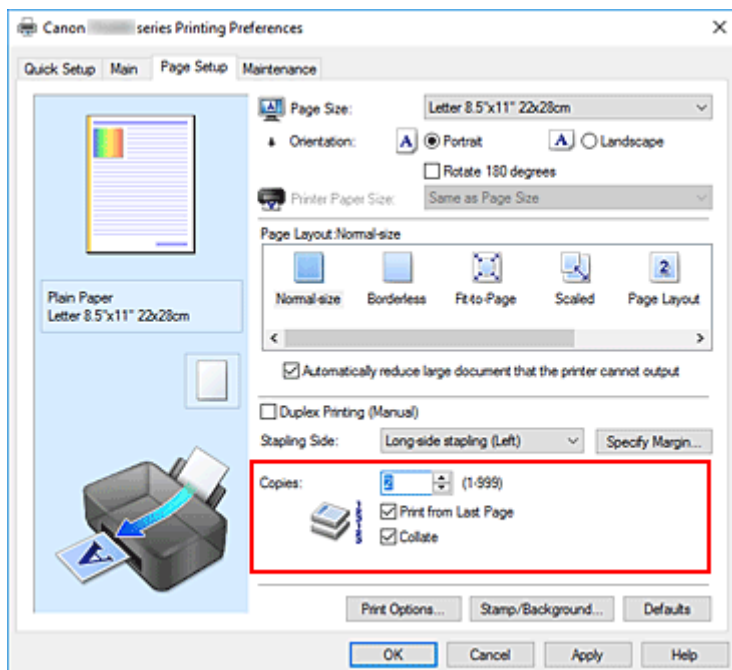 Canon series Printing Preferences
Quick Setup Main Page Setup Maintenance
Page Size: Letter 8.5"x11" 22x28cm
Orientation: A Portrait A Landscape
Rotate 180 degrees
Printer Paper Size: Same as Page Size
Page Layout:Normal-size
2
Normal-size Borderless Fit-to-Page Scaled Page Layout
Plain Paper
Letter 8.5"x11" 22x28cm
Automatically reduce large document that the printer cannot output
Duplex Printing (Manual)
Stapling Side: Long-side stapling (Left) Specify Margin...
Copies: 2 (1-999)
Print from Last Page
Collate
A
Print Options... Stamp/Background... Defaults
OK Cancel Apply Help